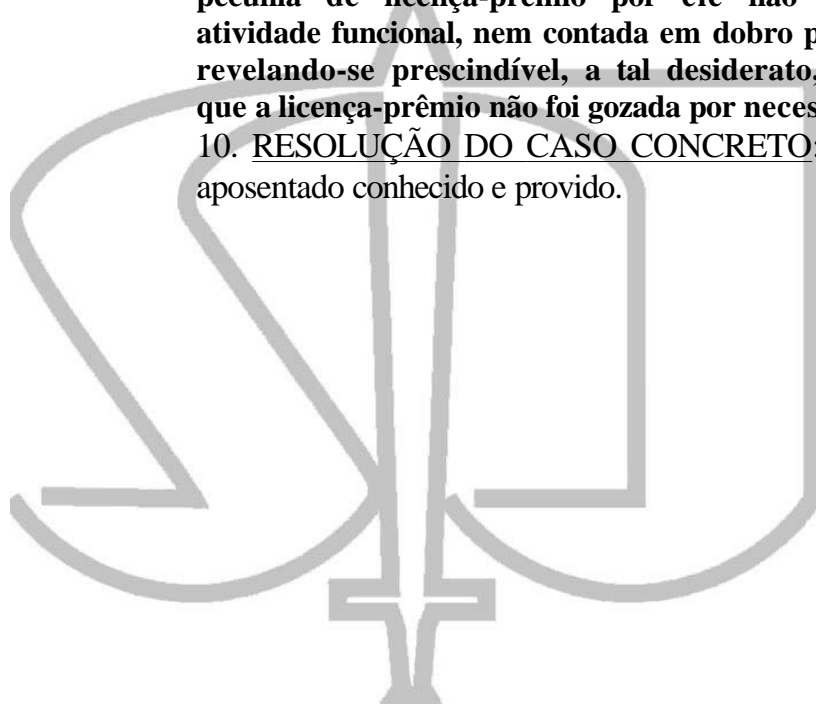 pecúnia de licença-prêmio por ele não
atividade funcional, nem contada em dobro p
revelando-se prescindível, a tal desiderato,
que a licença-prêmio não foi gozada por neces
10. RESOLUÇÃO DO CASO CONCRETO:
aposentado conhecido e provido.